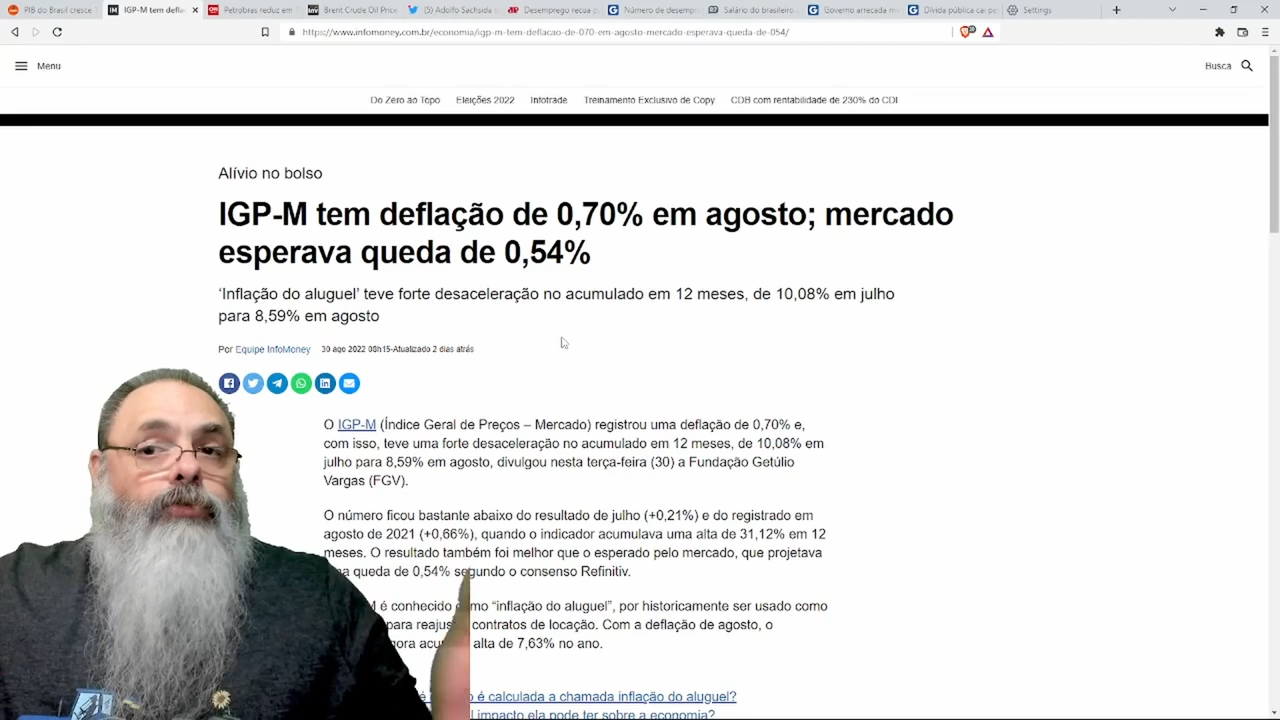 PIB do Brasil cresce
IGP-M tem defla
Petrobras reduz em
Brent Crude Oil Price
(5) Adolfo Sachsida
Desemprego recua p
Número de desemp
Salário do brasileiro
Governo arrecada m
Dívida pública cai pe
Settings
https://www.infomoney.com.br/economia/igp-m-tem-deflacao-de-070-em-agosto-mercado-esperava-queda-de-054/
Menu
Busca
Do Zero ao Topo Eleições 2022 Infotrade Treinamento Exclusivo de Copy CDB com rentabilidade de 230% do CDI
Alívio no bolso
IGP-M tem deflação de 0,70% em agosto; mercado
esperava queda de 0,54%
‘Inflação do aluguel’ teve forte desaceleração no acumulado em 12 meses, de 10,08% em julho
para 8,59% em agosto
Por Equipe InfoMoney 30 ago 2022 08h15-Atualizado 2 dias atrás
O IGP-M (Índice Geral de Preços – Mercado) registrou uma deflação de 0,70% e,
com isso, teve uma forte desaceleração no acumulado em 12 meses, de 10,08% em
julho para 8,59% em agosto, divulgou nesta terça-feira (30) a Fundação Getúlio
Vargas (FGV).
O número ficou bastante abaixo do resultado de julho (+0,21%) e do registrado em
agosto de 2021 (+0,66%), quando o indicador acumulava uma alta de 31,12% em 12
meses. O resultado também foi melhor que o esperado pelo mercado, que projetava
queda de 0,54% segundo o consenso Refinitiv.
é conhecido como “inflação do aluguel”, por historicamente ser usado como
para reajuste contratos de locação. Com a deflação de agosto, o
alta de 7,63% no ano.
é calculada a chamada inflação do aluguel?
impacto ela pode ter sobre a economia?